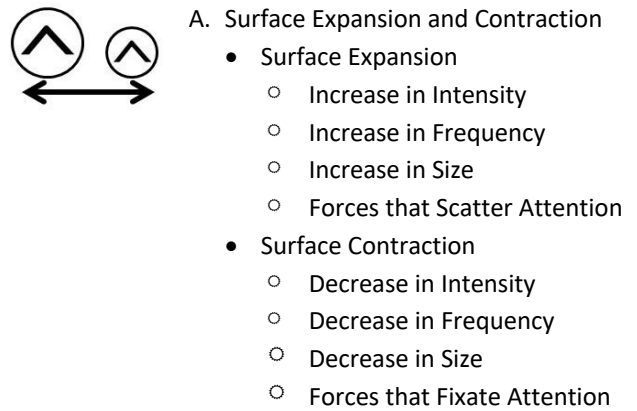 A. Surface Expansion and Contraction
• Surface Expansion
○ Increase in Intensity
○ Increase in Frequency
○ Increase in Size
○ Forces that Scatter Attention
• Surface Contraction
○ Decrease in Intensity
○ Decrease in Frequency
○ Decrease in Size
○ Forces that Fixate Attention